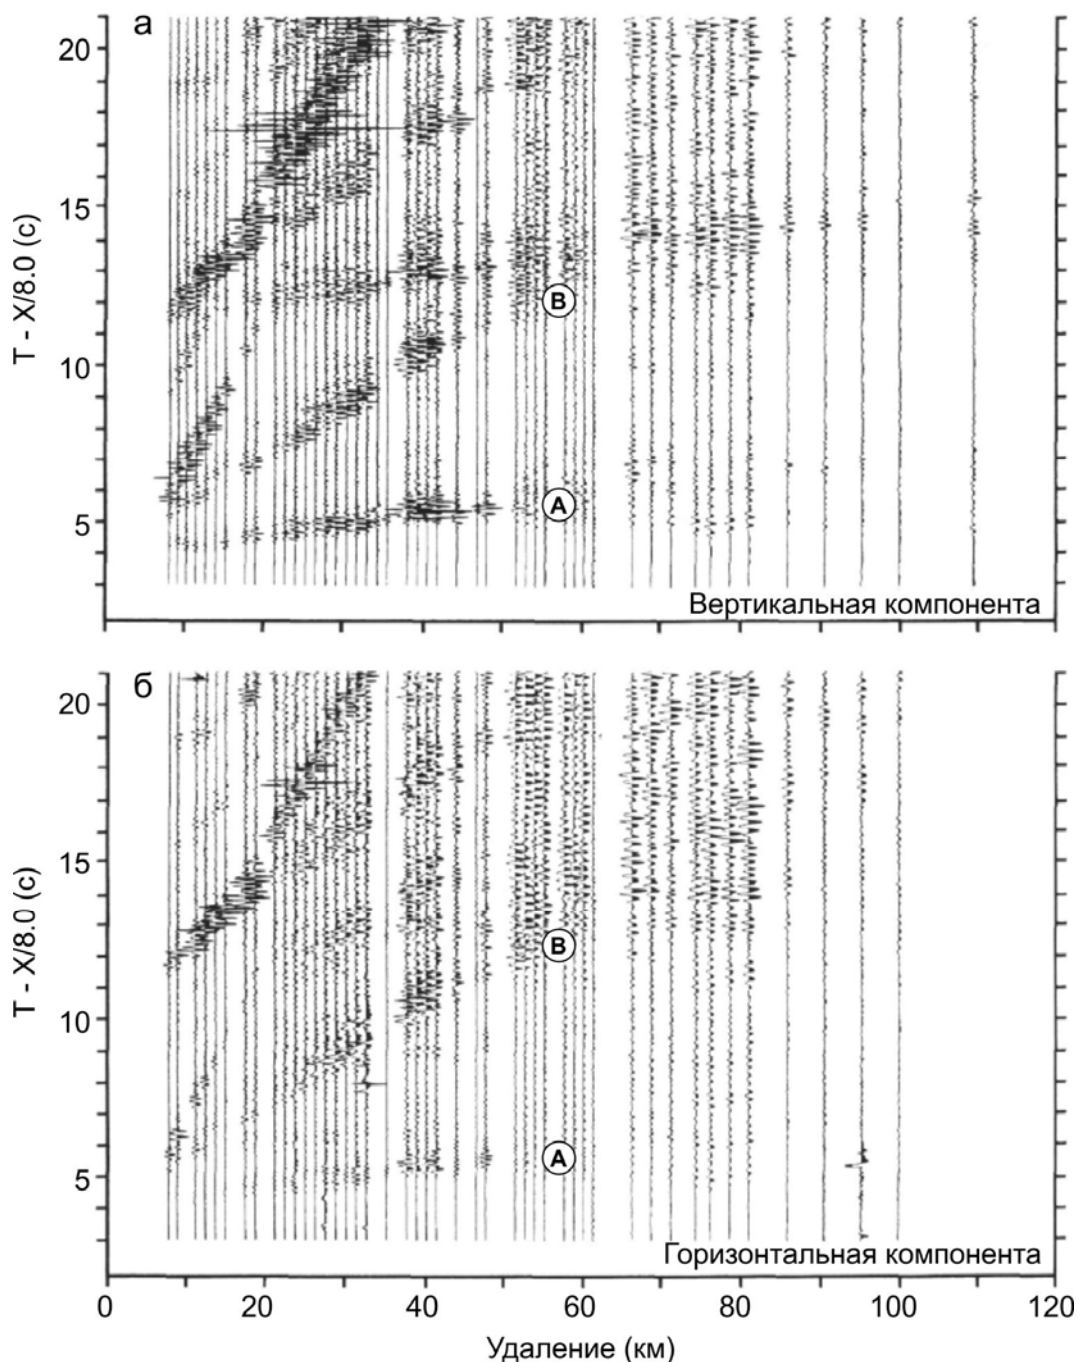 а
20
15
10
5
T - X/8.0 (с)
B
A
Вертикальная компонента
б
20
15
10
5
T - X/8.0 (с)
B
A
Горизонтальная компонента
0 20 40 60 80 100 120
Удаление (км)